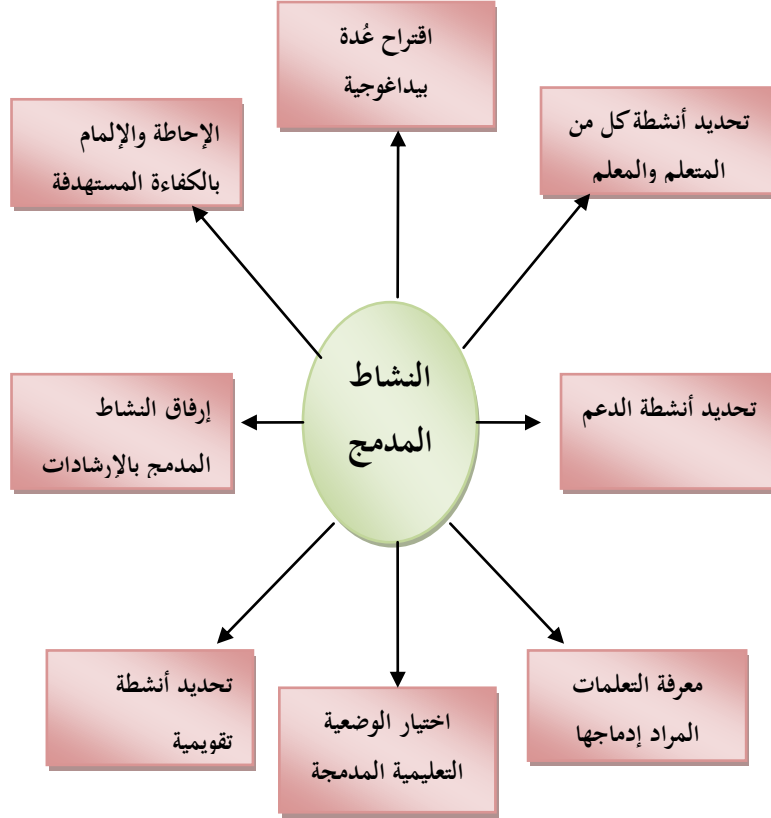 اقتراح عُدة
بيداغوجية
تحديد أنشطة كل من
المتعلم والمعلم
الإحاطة والإلمام
بالكفاءة المستهدفة
النشاط
المدمج
تحديد أنشطة الدعم
إرفاق النشاط
المدمج بالإرشادات
معرفة التعلمات
المراد إدماجها
تحديد أنشطة
تقويمية
اختيار الوضعية
التعليمية المدمجة